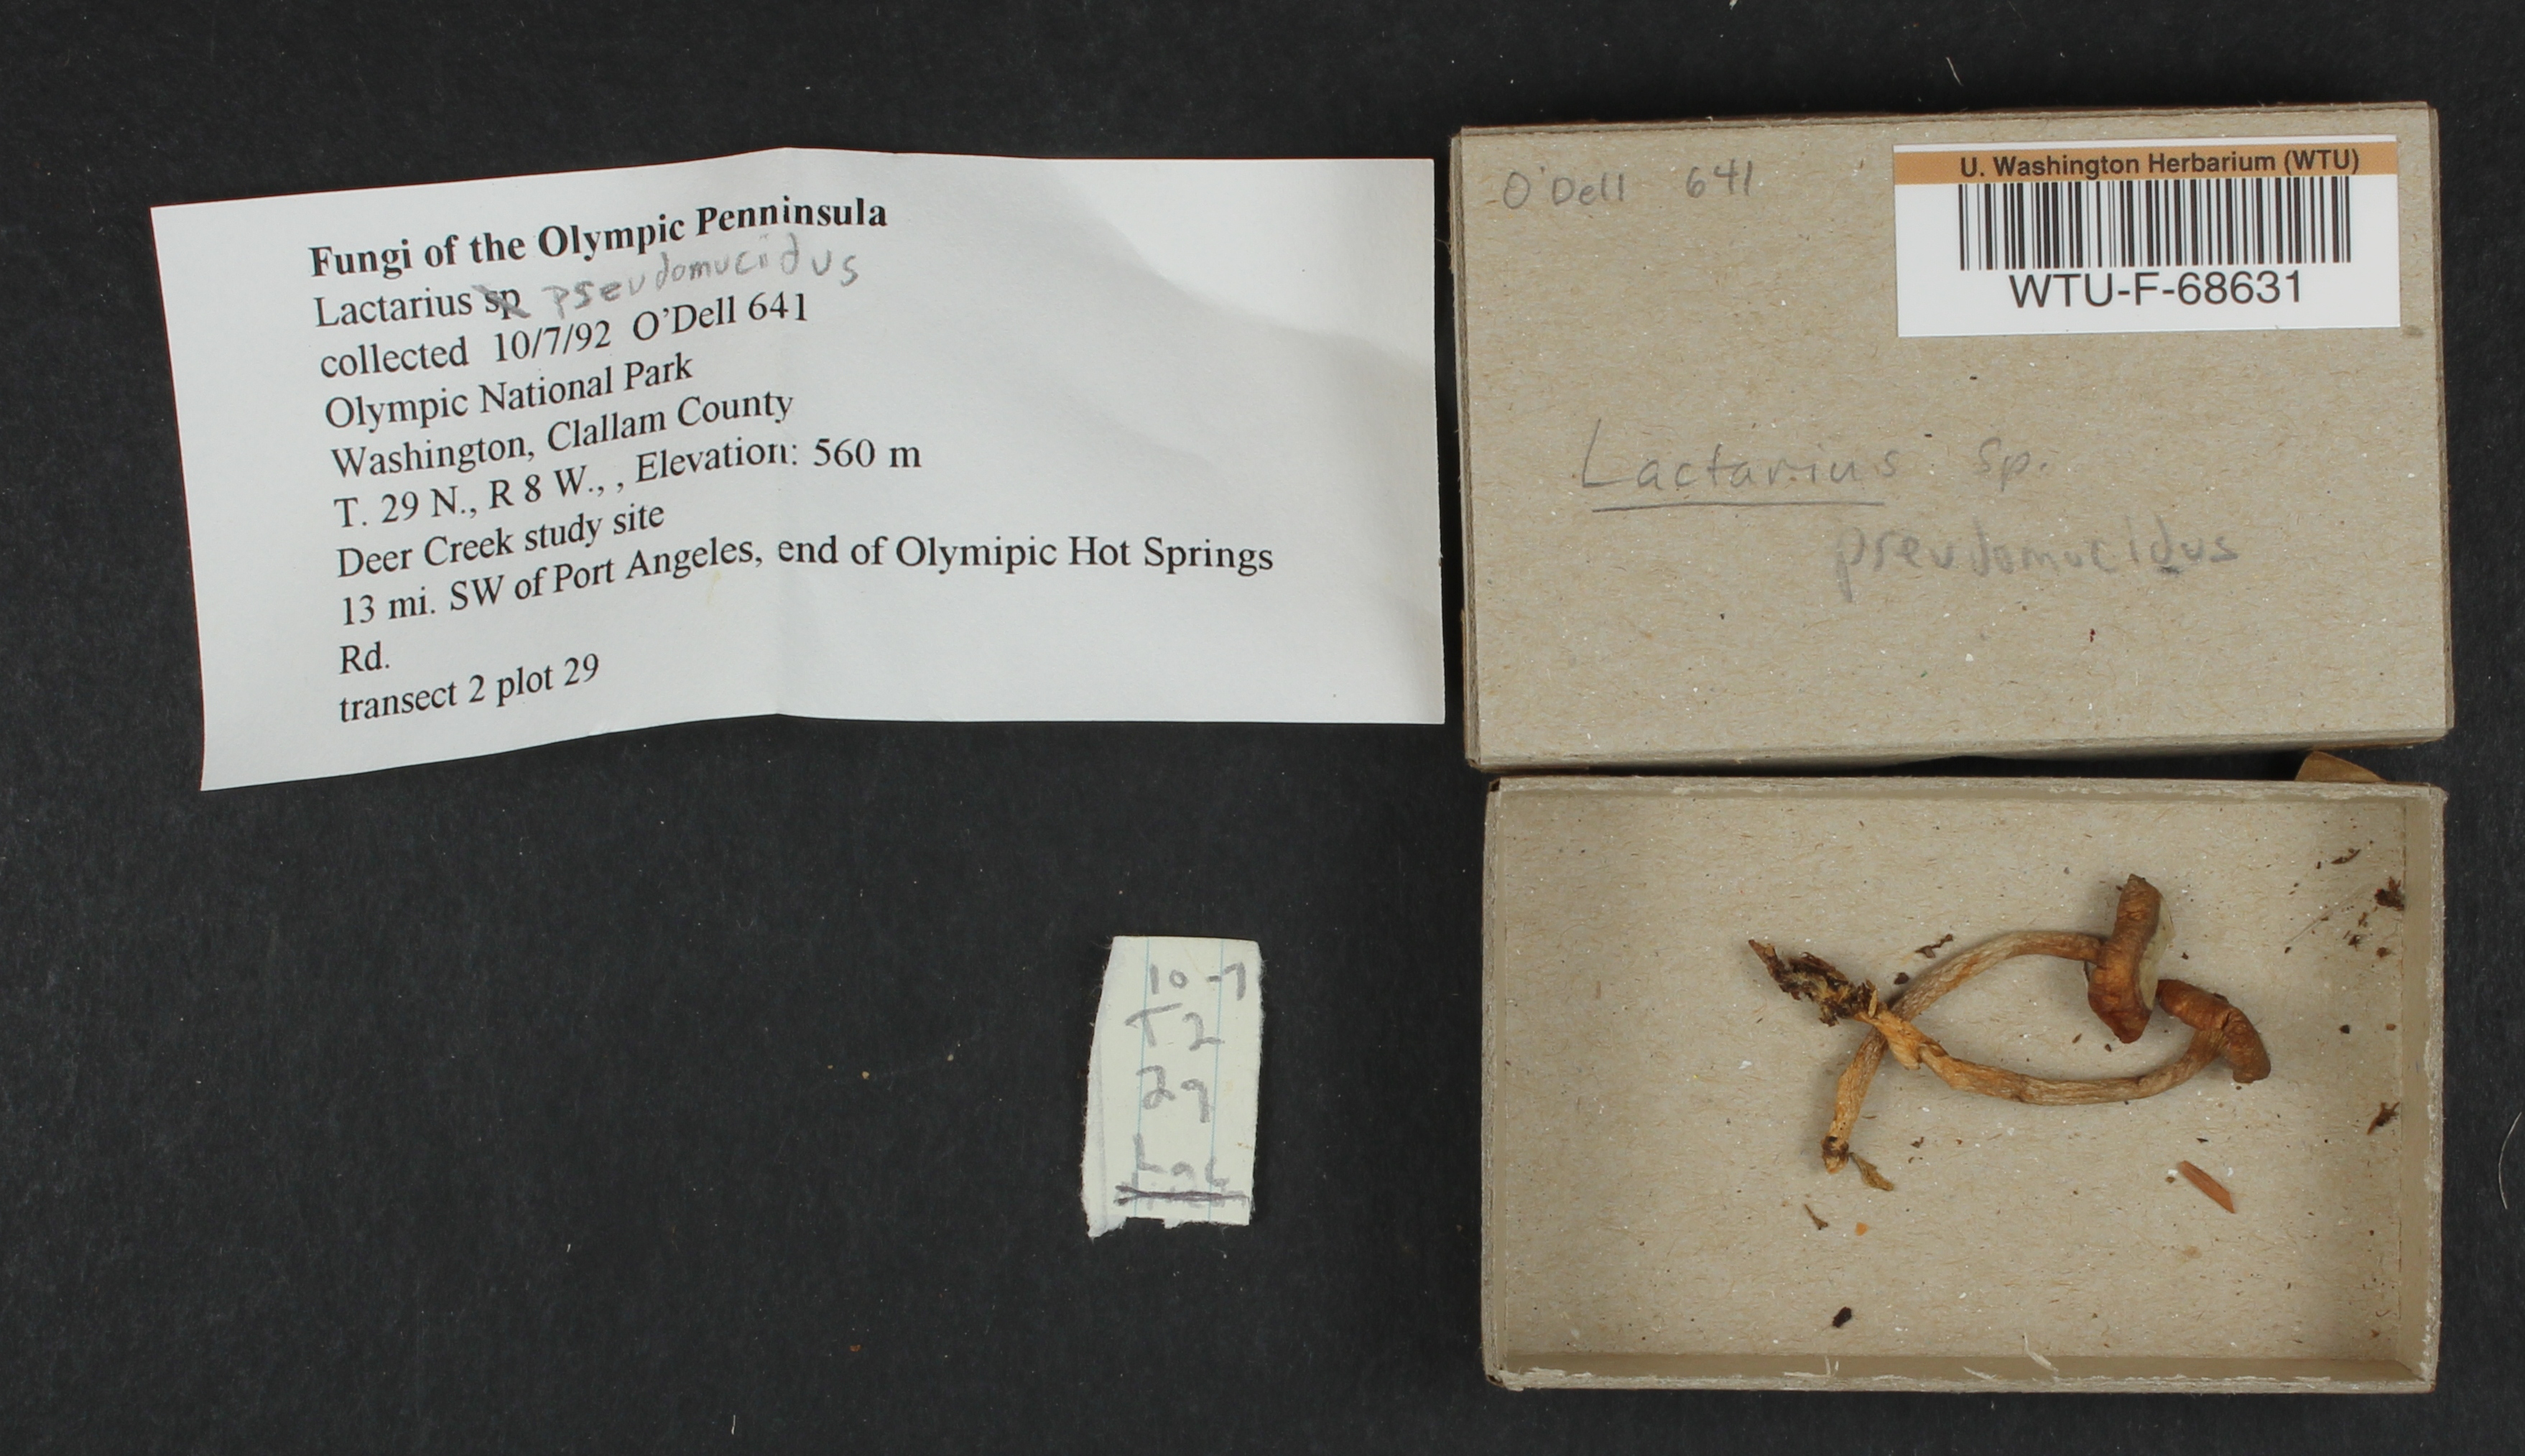 Fungi of the Olympic Penninsula
Lactarius sp pseudomucidus
collected 10/7/92 O'Dell 641
Olympic National Park
Washington, Clallam County
T. 29 N., R 8 W., , Elevation: 560 m
Deer Creek study site
13 mi. SW of Port Angeles, end of Olymipic Hot Springs
Rd.
transect 2 plot 29
O'Dell 641
U. Washington Herbarium (WTU)
WTU-F-68631
Lactarius sp.
pseudomucidus
10-7
T2
29
Lac